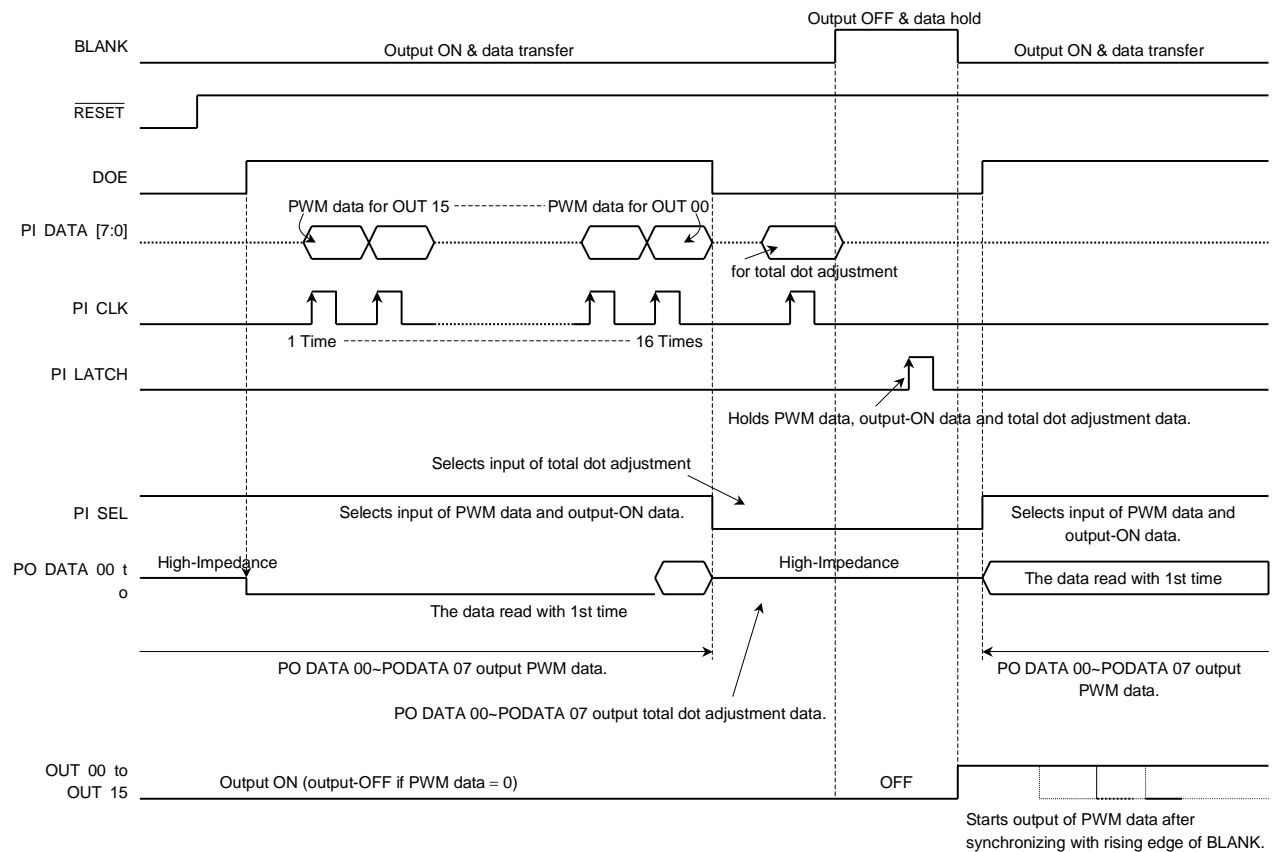 Output OFF & data hold
BLANK
Output ON & data transfer
Output ON & data transfer
RESET
DOE
PWM data for OUT 15
PWM data for OUT 00
PI DATA [7:0]
for total dot adjustment
PI CLK
1 Time
16 Times
PI LATCH
Holds PWM data, output-ON data and total dot adjustment data.
Selects input of total dot adjustment
PI SEL
Selects input of PWM data and output-ON data.
Selects input of PWM data and
output-ON data.
PO DATA 00 t
o
High-Impedance
High-Impedance
The data read with 1st time
The data read with 1st time
PO DATA 00~PODATA 07 output PWM data.
PO DATA 00~PODATA 07 output
PWM data.
PO DATA 00~PODATA 07 output total dot adjustment data.
OUT 00 to
OUT 15
Output ON (output-OFF if PWM data = 0)
OFF
Starts output of PWM data after
synchronizing with rising edge of BLANK.